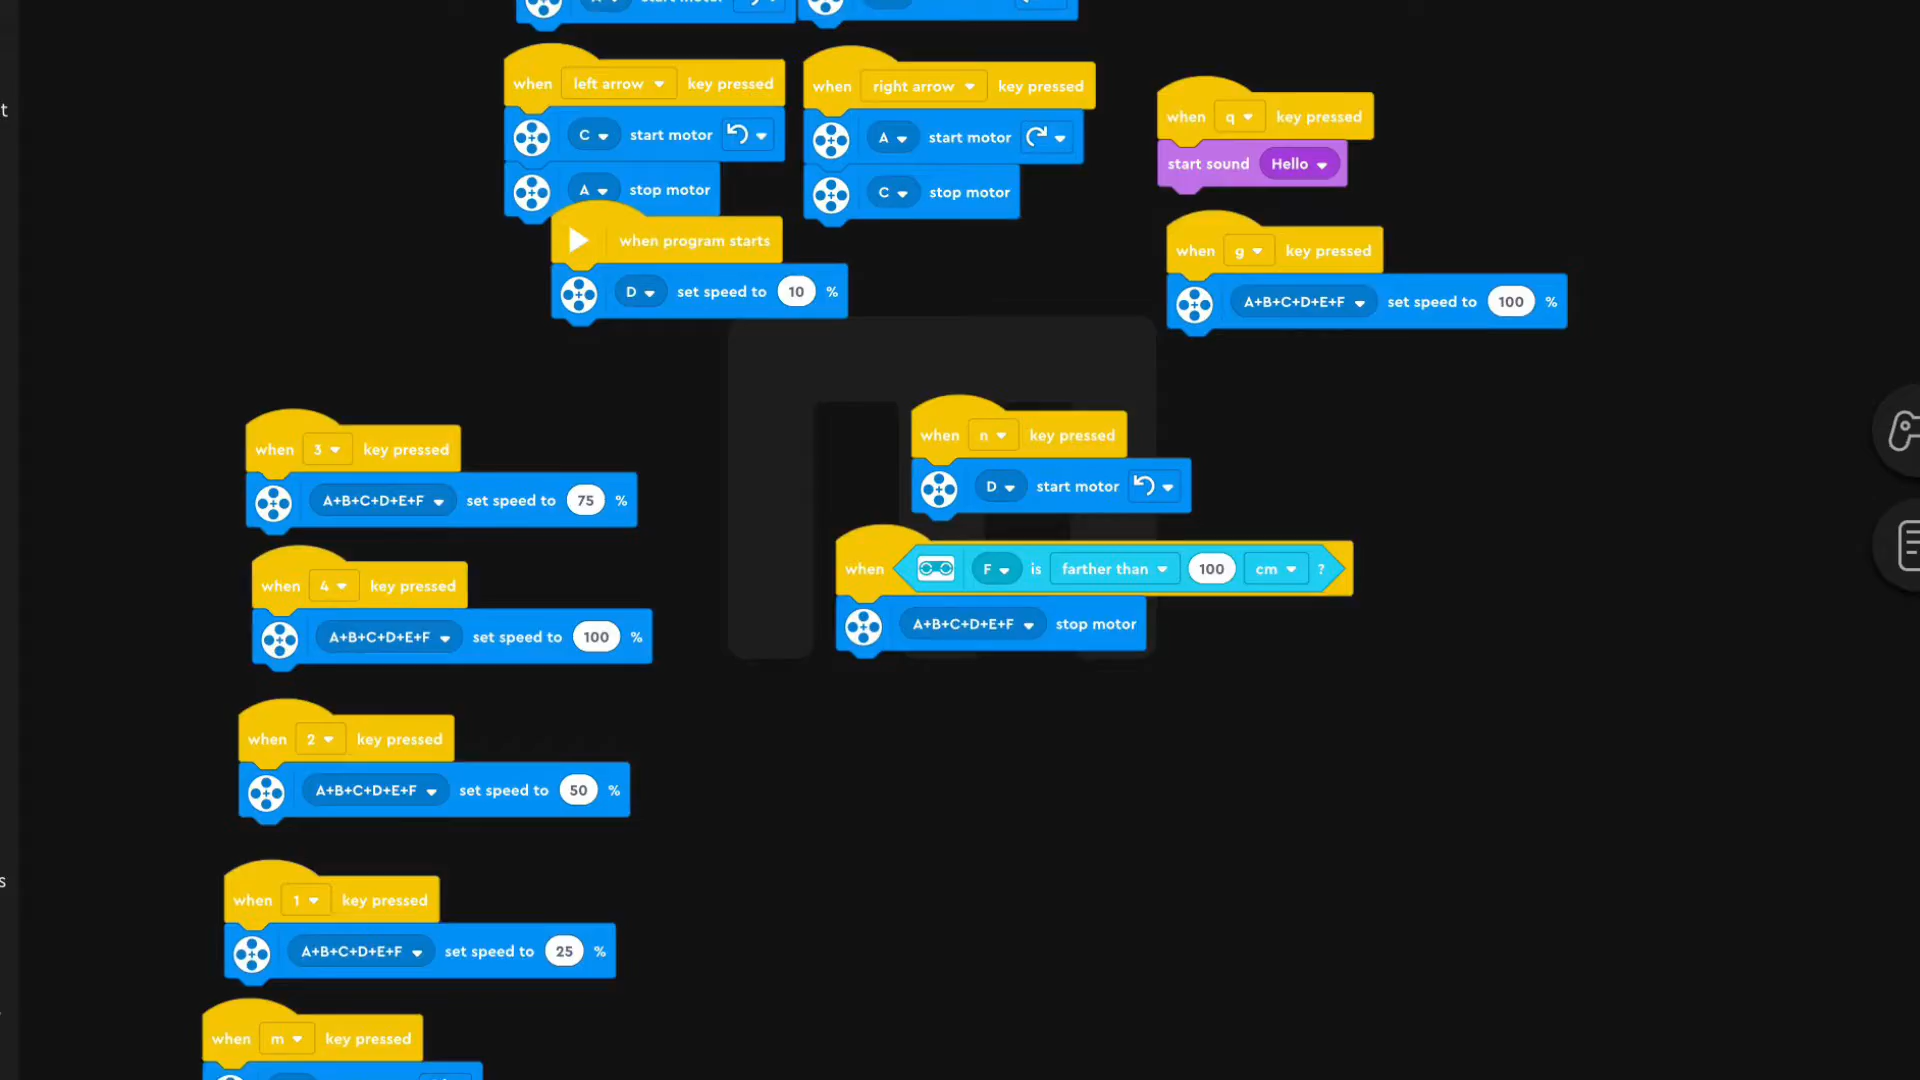 when left arrow key pressed
C start motor
A stop motor
when right arrow key pressed
A start motor
C stop motor
when q key pressed
start sound Hello
when program starts
D set speed to 10 %
when g key pressed
A+B+C+D+E+F set speed to 100 %
when 3 key pressed
A+B+C+D+E+F set speed to 75 %
when n key pressed
D start motor
when F is farther than 100 cm ?
A+B+C+D+E+F stop motor
when 4 key pressed
A+B+C+D+E+F set speed to 100 %
when 2 key pressed
A+B+C+D+E+F set speed to 50 %
when 1 key pressed
A+B+C+D+E+F set speed to 25 %
when m key pressed